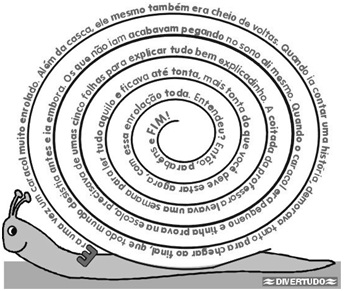 Era uma vez um caracol muito enrolado. Além da casca, ele mesmo também era cheio de voltas. Quando ia contar uma história, demorava tanto para chegar ao final, que todo mundo desistia antes e ia embora. Os que não iam acabavam pegando no sono ali mesmo. Quando o caracol era pequeno e tinha prova na escola, precisava de umas cinco folhas para explicar tudo bem explicadinho. A coitada da professora levava uma semana para ler tudo aquilo e ficava até tonta, mais tonta do que você deve estar agora, com essa enrolação toda. Entendeu? Então, parabéns e FIM!
DIVERTUDO